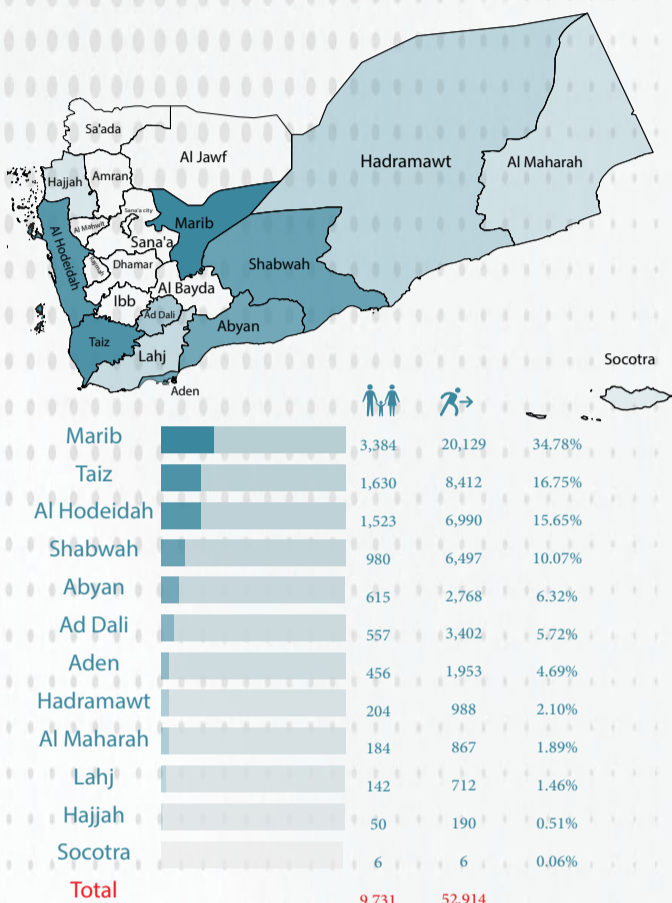 Sa'ada
Al Jawf
Hadramawt
Al Maharah
Hajjah
Amran
Sana'a city
Marib
Al Mahwit
Sana'a
Al Hodeidah
Dhamar
Shabwah
Al Bayda
Ibb
Ad Dali
Abyan
Taiz
Lahj
Aden
Socotra
Marib 3,384 20,129 34.78%
Taiz 1,630 8,412 16.75%
Al Hodeidah 1,523 6,990 15.65%
Shabwah 980 6,497 10.07%
Abyan 615 2,768 6.32%
Ad Dali 557 3,402 5.72%
Aden 456 1,953 4.69%
Hadramawt 204 988 2.10%
Al Maharah 184 867 1.89%
Lahj 142 712 1.46%
Hajjah 50 190 0.51%
Socotra 6 6 0.06%
Total 9,731 52,914